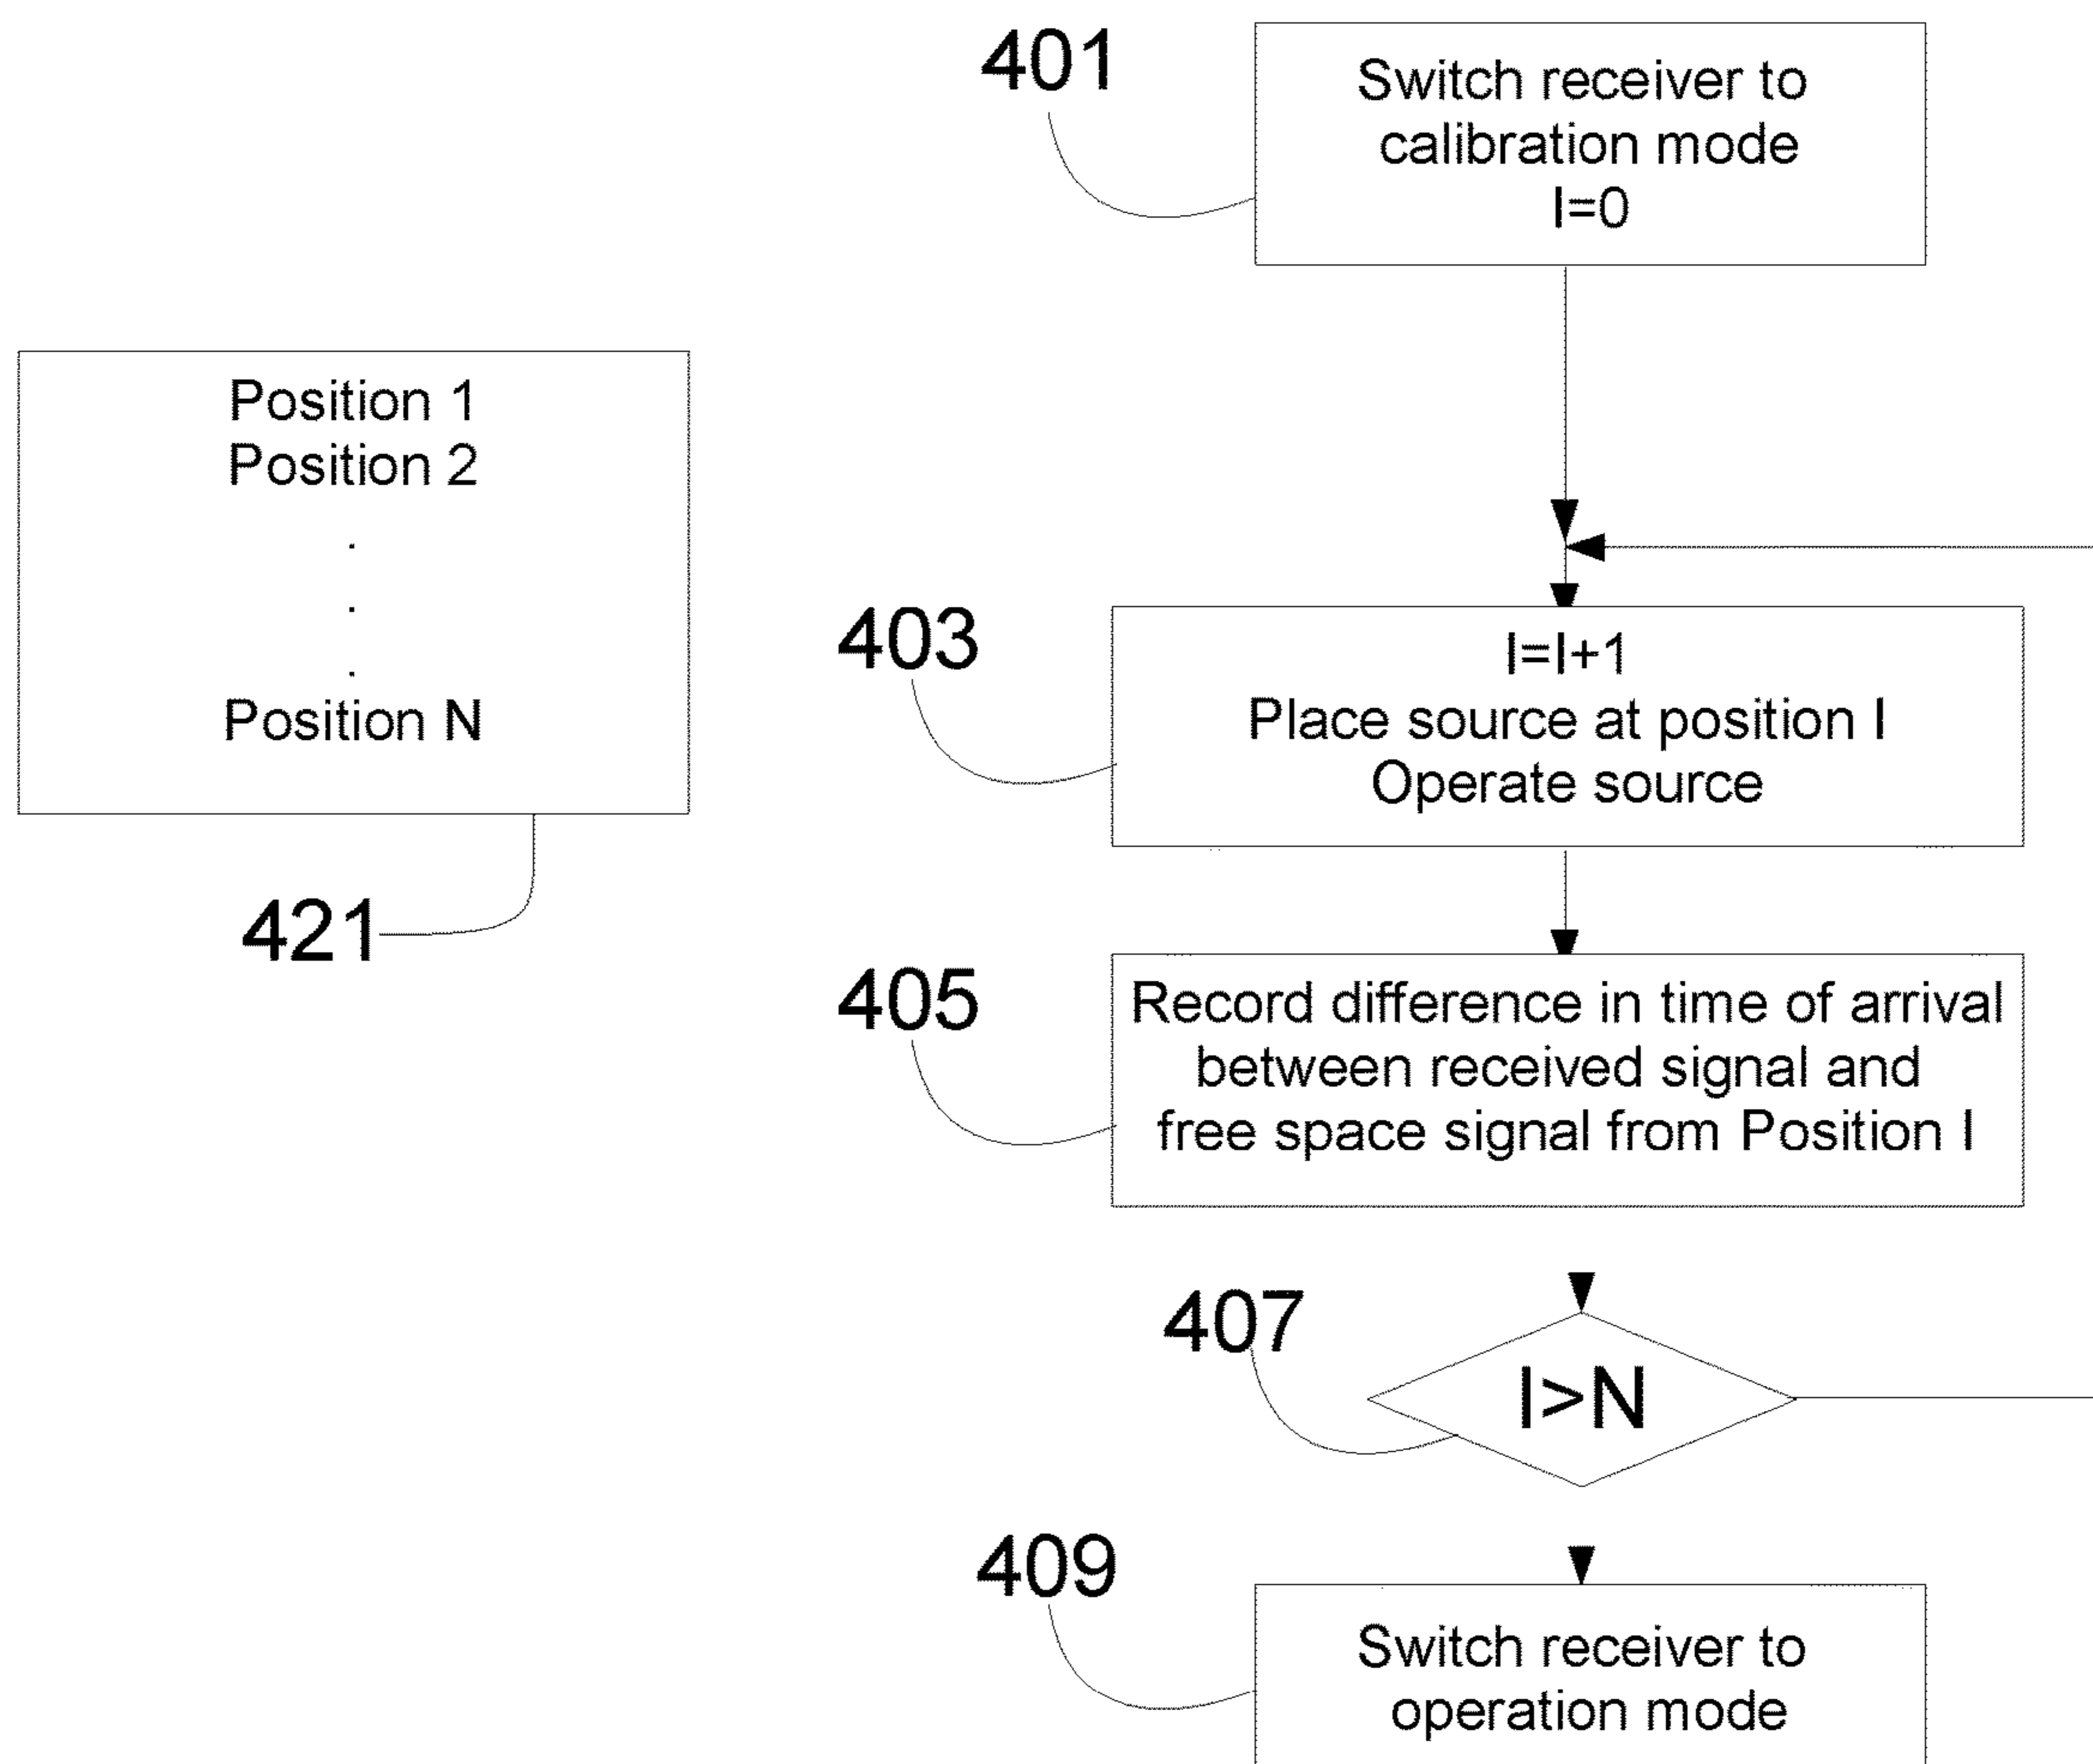 401
Switch receiver to
calibration mode
I=0
Position 1
Position 2
.
.
.
Position N
421
403
I=I+1
Place source at position I
Operate source
405
Record difference in time of arrival
between received signal and
free space signal from Position I
407
I>N
409
Switch receiver to
operation mode